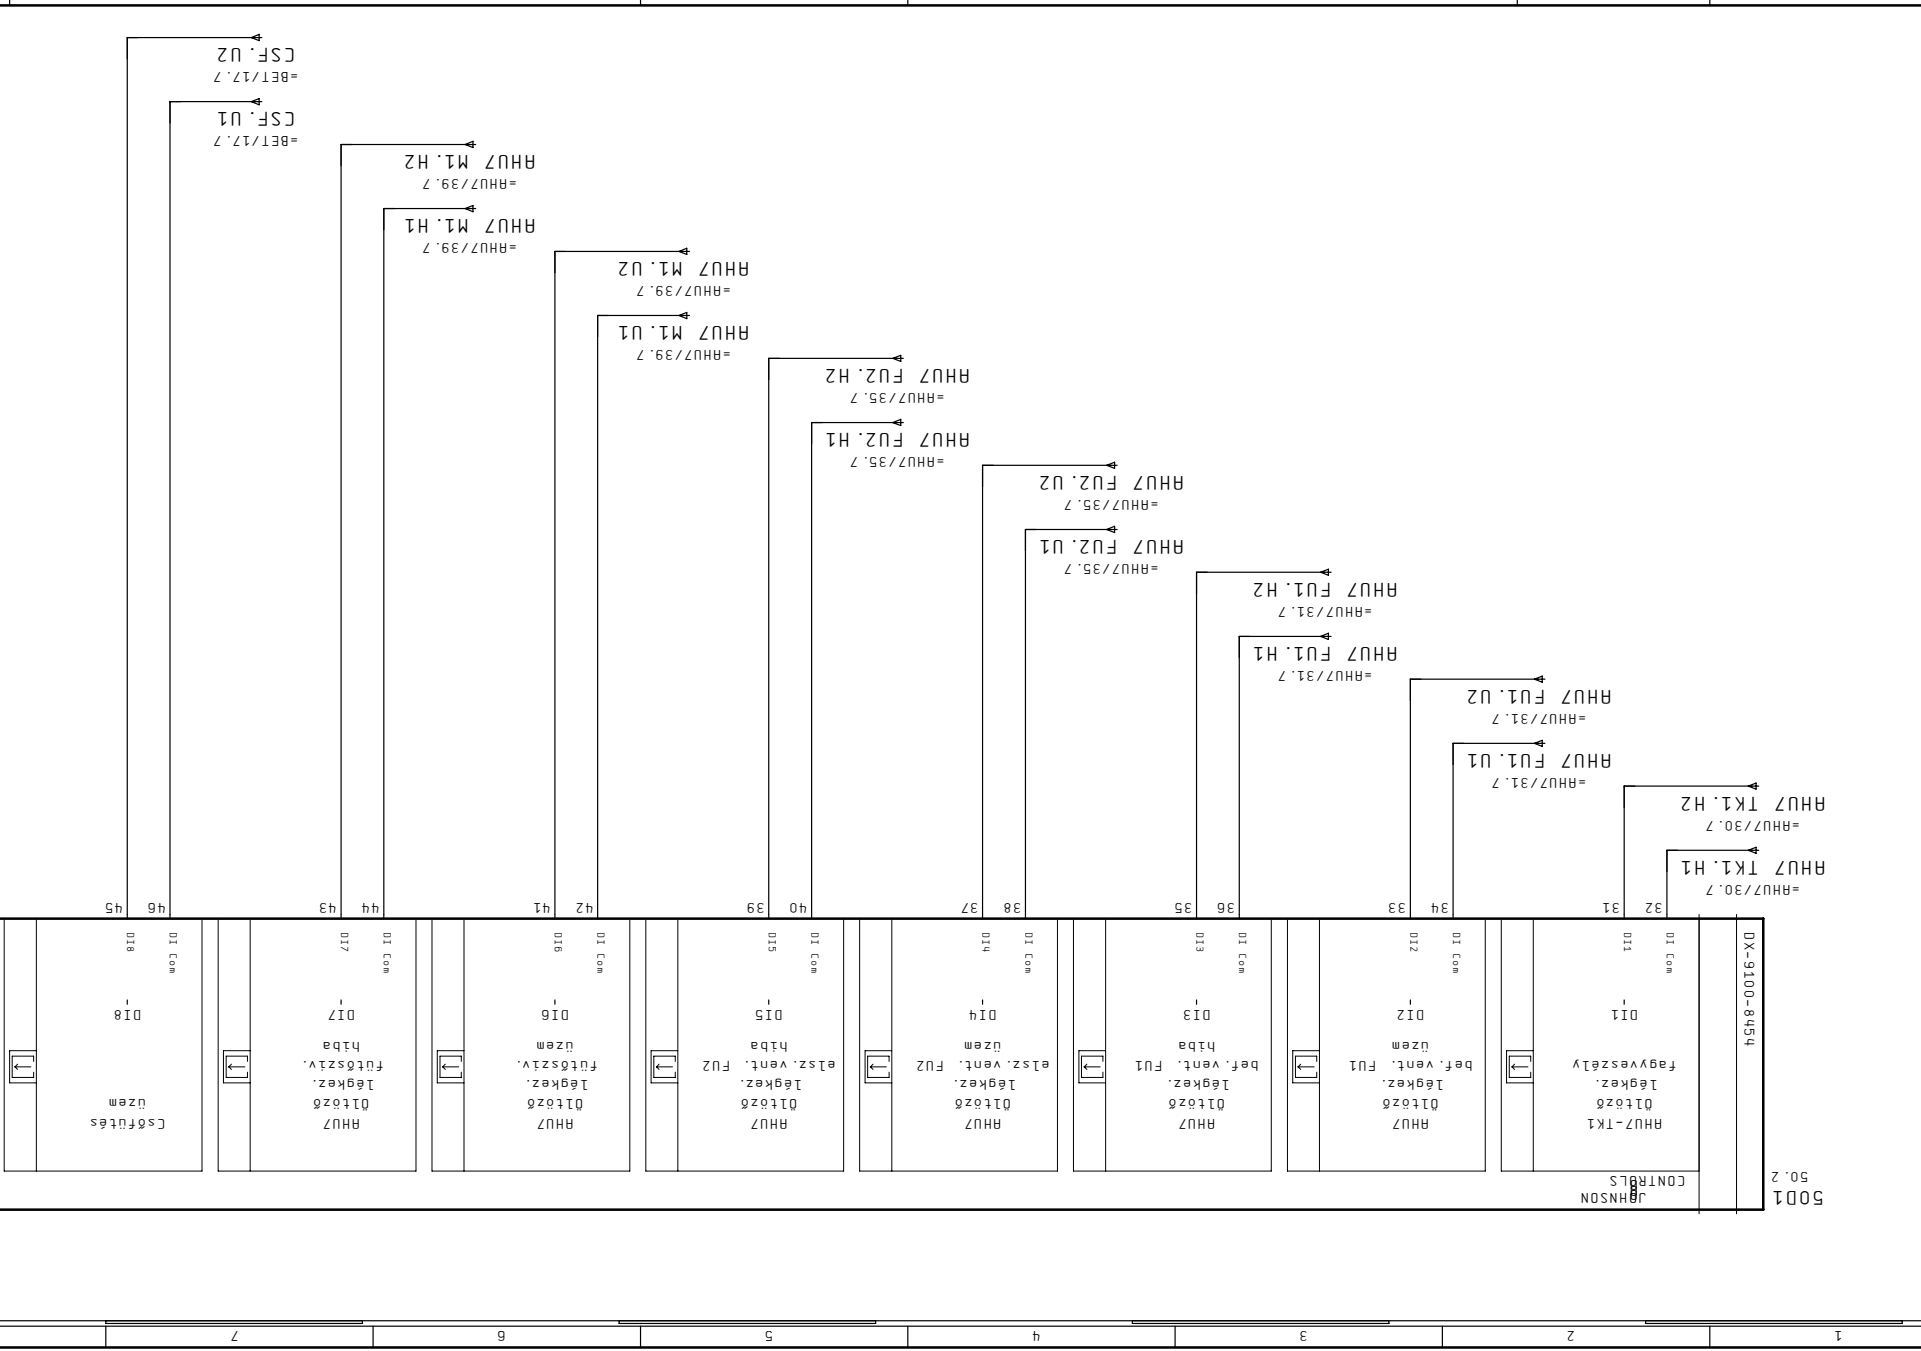 1
2
3
4
5
6
7
50D1
50.2
JOHNSON
CONTROLS
DX-9100-8454
AHU7-TK1
Öltöző
légkez.
fagyveszély
DI1
-
DI Com
DI1
32
31
AHU7
Öltöző
légkez.
bef.vent. FU1
üzem
DI2
-
DI Com
DI2
34
33
AHU7
Öltöző
légkez.
bef.vent. FU1
hiba
DI3
-
DI Com
DI3
36
35
AHU7
Öltöző
légkez.
elsz.vent. FU2
üzem
DI4
-
DI Com
DI4
38
37
AHU7
Öltöző
légkez.
elsz.vent. FU2
hiba
DI5
-
DI Com
DI5
40
39
AHU7
Öltöző
légkez.
fűtősziv.
üzem
DI6
-
DI Com
DI6
42
41
AHU7
Öltöző
légkez.
fűtősziv.
hiba
DI7
-
DI Com
DI7
44
43
Csőfűtés
üzem
DI8
-
DI Com
DI8
46
45
=AHU7/30.7
AHU7 TK1.H1
=AHU7/30.7
AHU7 TK1.H2
=AHU7/31.7
AHU7 FU1.U1
=AHU7/31.7
AHU7 FU1.U2
=AHU7/31.7
AHU7 FU1.H1
=AHU7/31.7
AHU7 FU1.H2
=AHU7/35.7
AHU7 FU2.U1
=AHU7/35.7
AHU7 FU2.U2
=AHU7/35.7
AHU7 FU2.H1
=AHU7/35.7
AHU7 FU2.H2
=AHU7/39.7
AHU7 M1.U1
=AHU7/39.7
AHU7 M1.U2
=AHU7/39.7
AHU7 M1.H1
=AHU7/39.7
AHU7 M1.H2
=BET/17.7
CSF.U1
=BET/17.7
CSF.U2